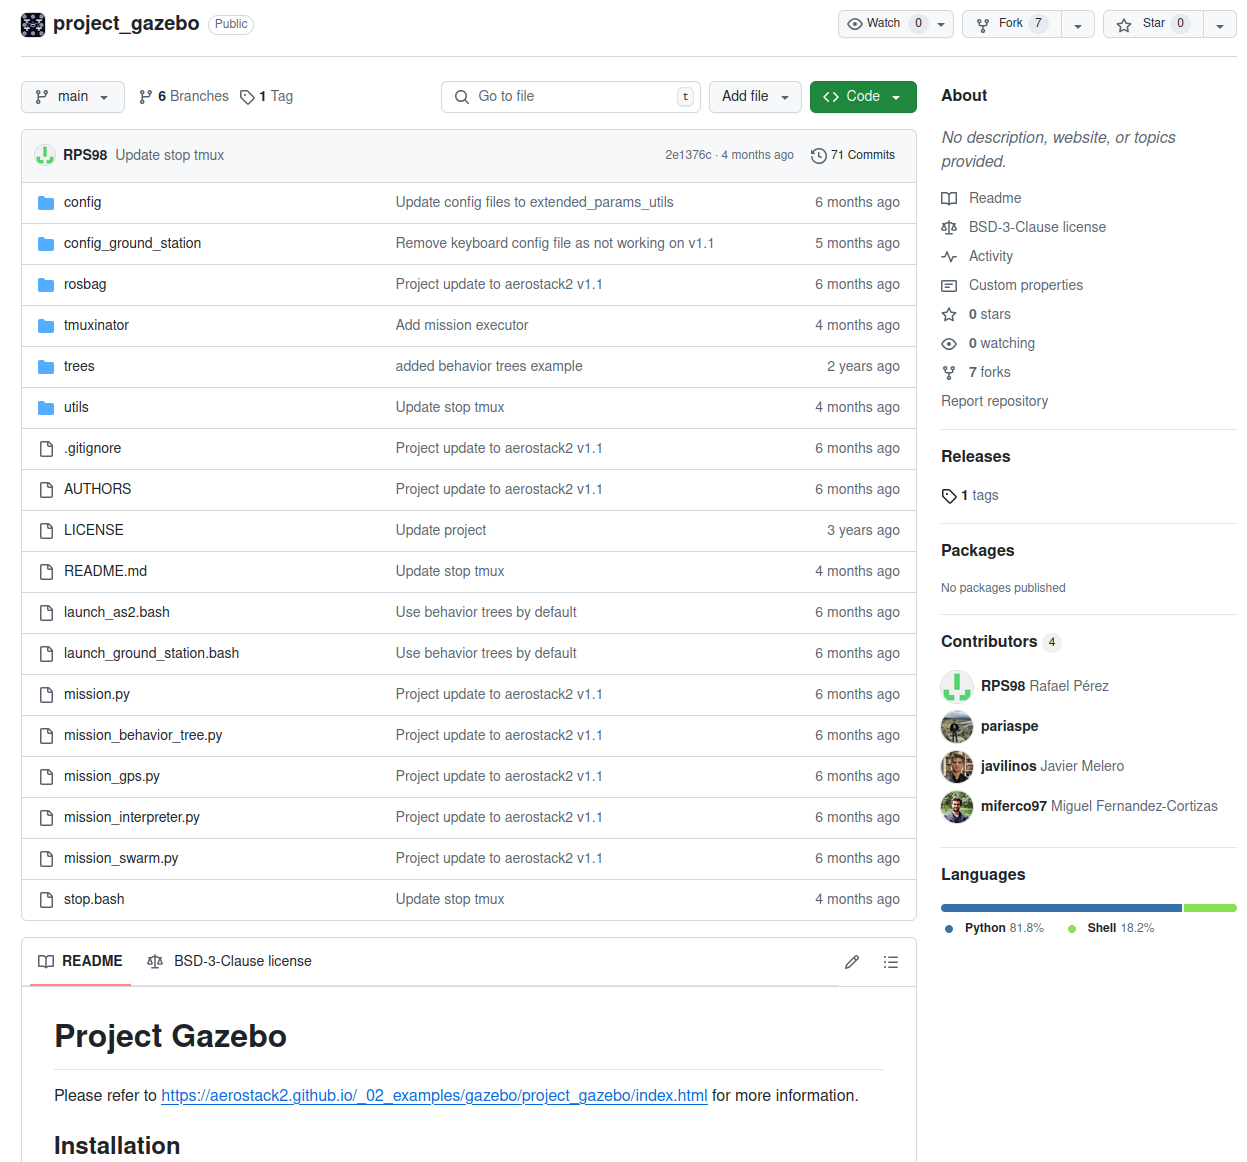 project_gazebo Public Watch 0 Fork 7 Star 0
main 6 Branches 1 Tag Go to file t Add file Code
RPS98 Update stop tmux 2e1376c · 4 months ago 71 Commits
config Update config files to extended_params_utils 6 months ago
config_ground_station Remove keyboard config file as not working on v1.1 5 months ago
rosbag Project update to aerostack2 v1.1 6 months ago
tmuxinator Add mission executor 4 months ago
trees added behavior trees example 2 years ago
utils Update stop tmux 4 months ago
.gitignore Project update to aerostack2 v1.1 6 months ago
AUTHORS Project update to aerostack2 v1.1 6 months ago
LICENSE Update project 3 years ago
README.md Update stop tmux 4 months ago
launch_as2.bash Use behavior trees by default 6 months ago
launch_ground_station.bash Use behavior trees by default 6 months ago
mission.py Project update to aerostack2 v1.1 6 months ago
mission_behavior_tree.py Project update to aerostack2 v1.1 6 months ago
mission_gps.py Project update to aerostack2 v1.1 6 months ago
mission_interpreter.py Project update to aerostack2 v1.1 6 months ago
mission_swarm.py Project update to aerostack2 v1.1 6 months ago
stop.bash Update stop tmux 4 months ago
README BSD-3-Clause license
Project Gazebo
Please refer to https://aerostack2.github.io/_02_examples/gazebo/project_gazebo/index.html for more information.
Installation
About
No description, website, or topics
provided.
Readme
BSD-3-Clause license
Activity
Custom properties
0 stars
0 watching
7 forks
Report repository
Releases
1 tags
Packages
No packages published
Contributors 4
RPS98 Rafael Pérez
pariaspe
javilinos Javier Melero
miferco97 Miguel Fernandez-Cortizas
Languages
Python 81.8% Shell 18.2%